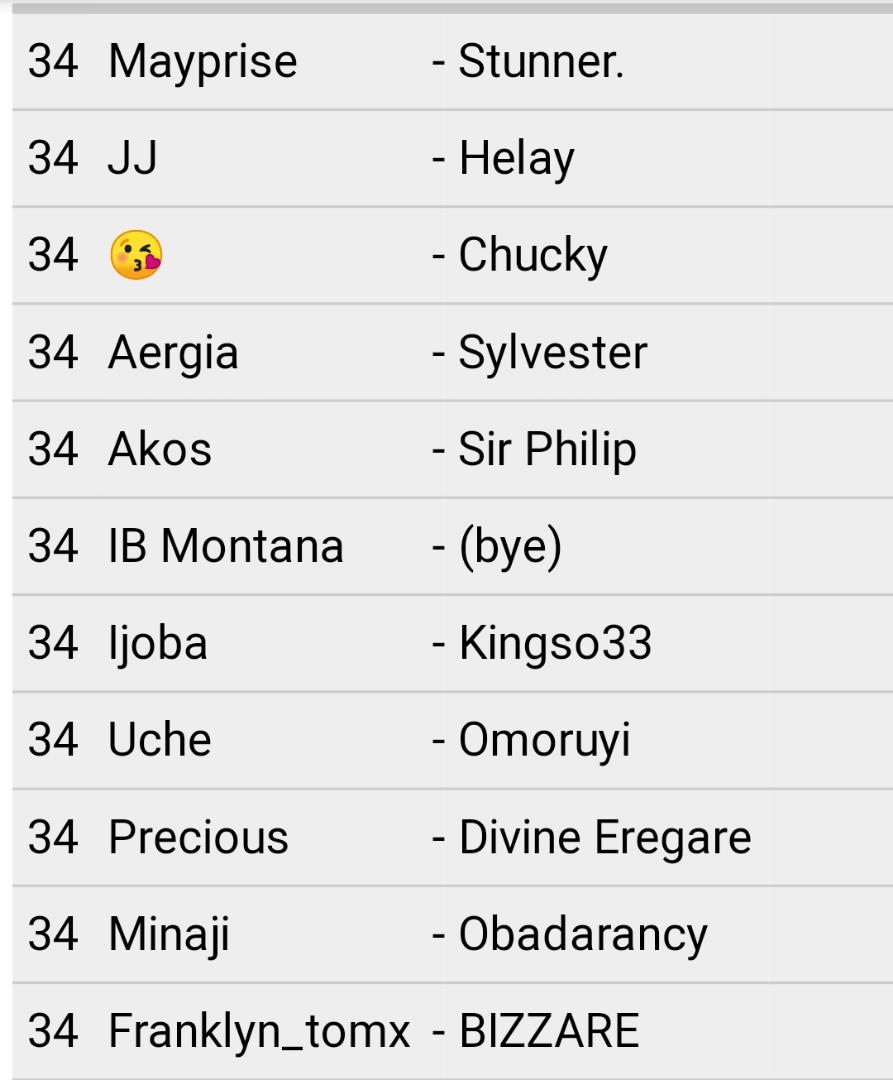 34 Mayprise - Stunner.
34 JJ - Helay
34 😘 - Chucky
34 Aergia - Sylvester
34 Akos - Sir Philip
34 IB Montana - (bye)
34 Ijoba - Kingso33
34 Uche - Omoruyi
34 Precious - Divine Eregare
34 Minaji - Obadarancy
34 Franklyn_tomx - BIZZARE